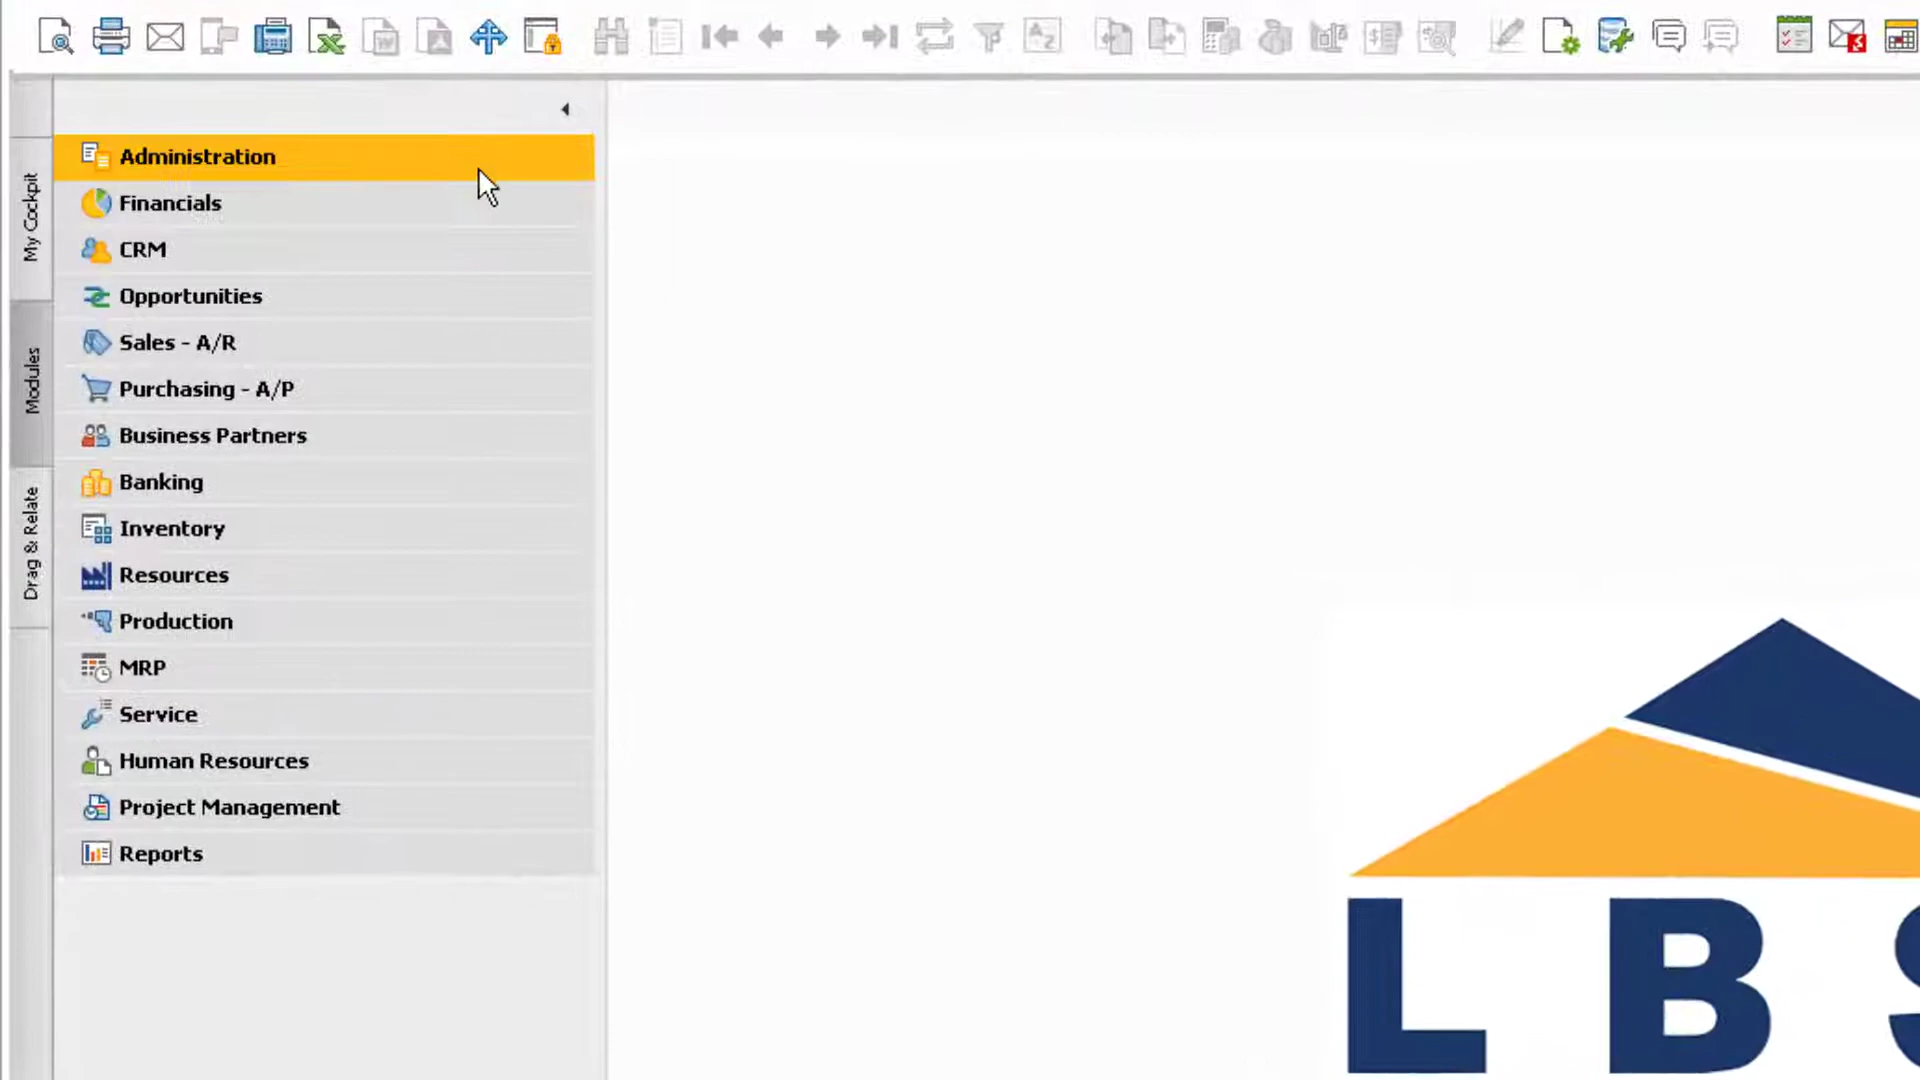 My Cockpit
Modules
Drag & Relate
Administration
Financials
CRM
Opportunities
Sales - A/R
Purchasing - A/P
Business Partners
Banking
Inventory
Resources
Production
MRP
Service
Human Resources
Project Management
Reports
L B S